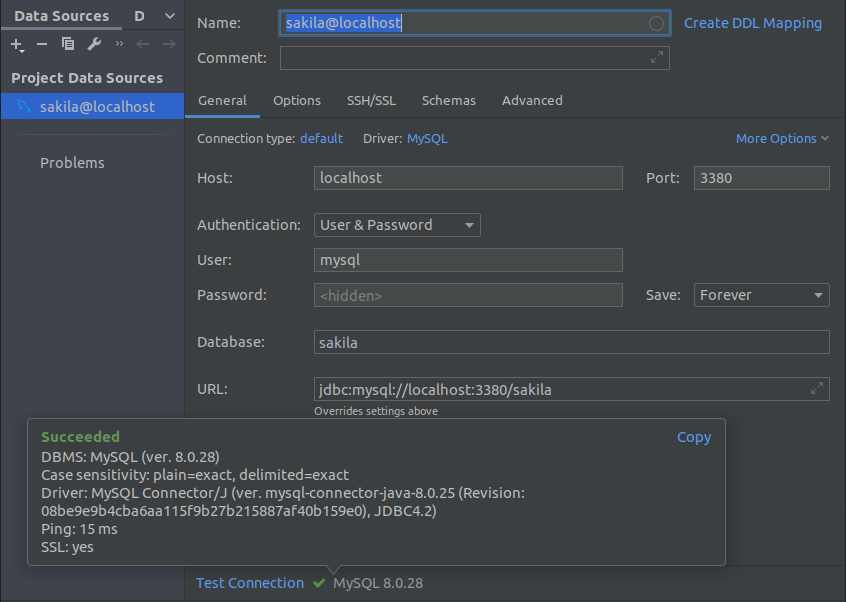 Data Sources
D
Name:
sakila@localhost
Create DDL Mapping
Comment:
Project Data Sources
sakila@localhost
Problems
General
Options
SSH/SSL
Schemas
Advanced
Connection type: default
Driver: MySQL
More Options
Host:
localhost
Port:
3380
Authentication:
User & Password
User:
mysql
Password:
<hidden>
Save:
Forever
Database:
sakila
URL:
jdbc:mysql://localhost:3380/sakila
Overrides settings above
Succeeded
Copy
DBMS: MySQL (ver. 8.0.28)
Case sensitivity: plain=exact, delimited=exact
Driver: MySQL Connector/J (ver. mysql-connector-java-8.0.25 (Revision:
08be9e9b4cba6aa115f9b27b215887af40b159e0), JDBC4.2)
Ping: 15 ms
SSL: yes
Test Connection
MySQL 8.0.28